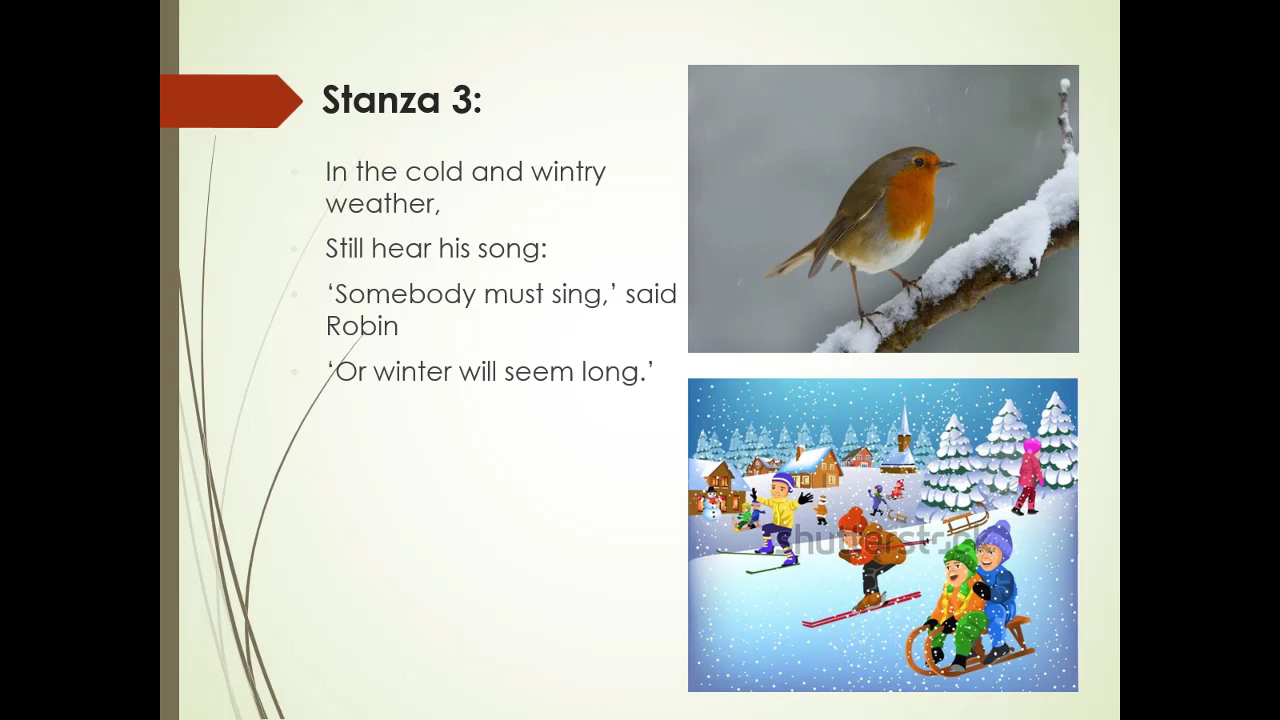 Stanza 3:
In the cold and wintry
weather,
Still hear his song:
‘Somebody must sing,’ said
Robin
‘Or winter will seem long.’
shutterstock